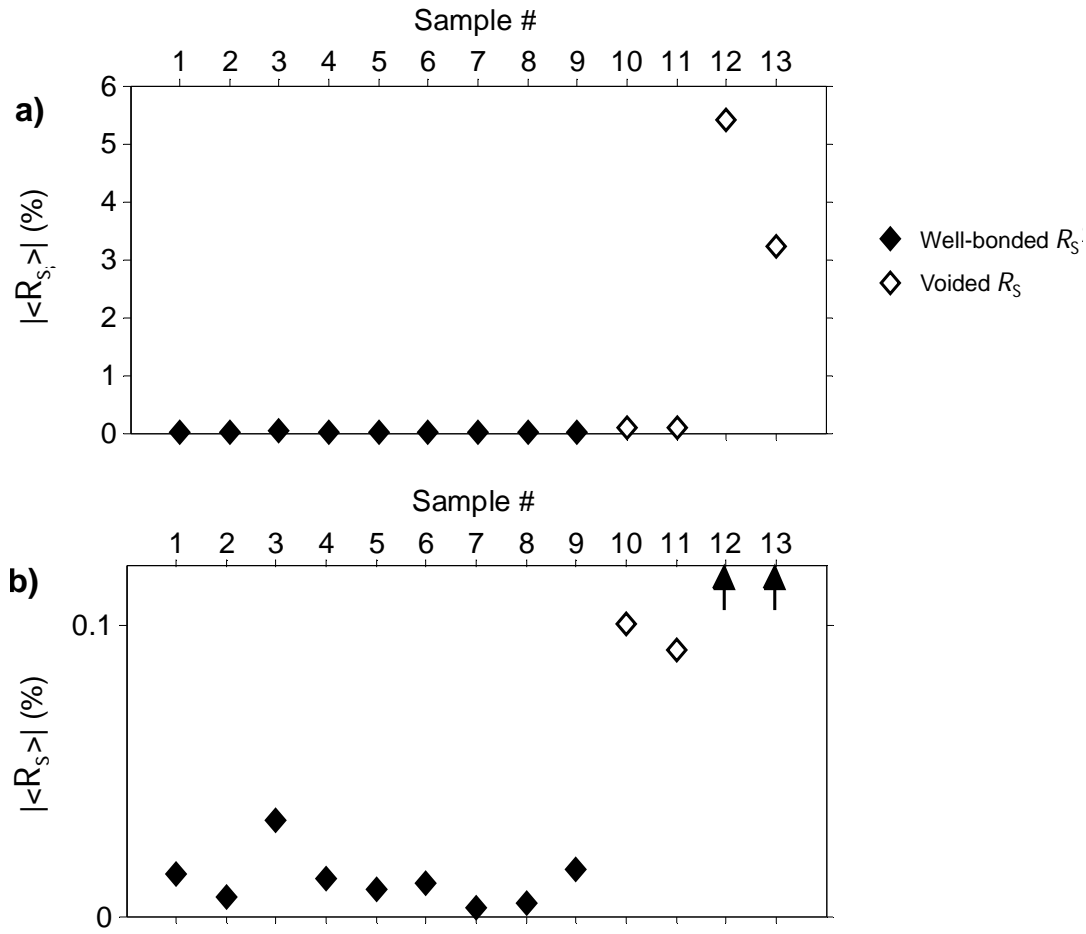 Sample #
1 2 3 4 5 6 7 8 9 10 11 12 13
a)
6
5
4
3
2
1
0
|<R_S;>| (%)
Well-bonded R_S
Voided R_S
Sample #
1 2 3 4 5 6 7 8 9 10 11 12 13
b)
0.1
0
|<R_S>| (%)